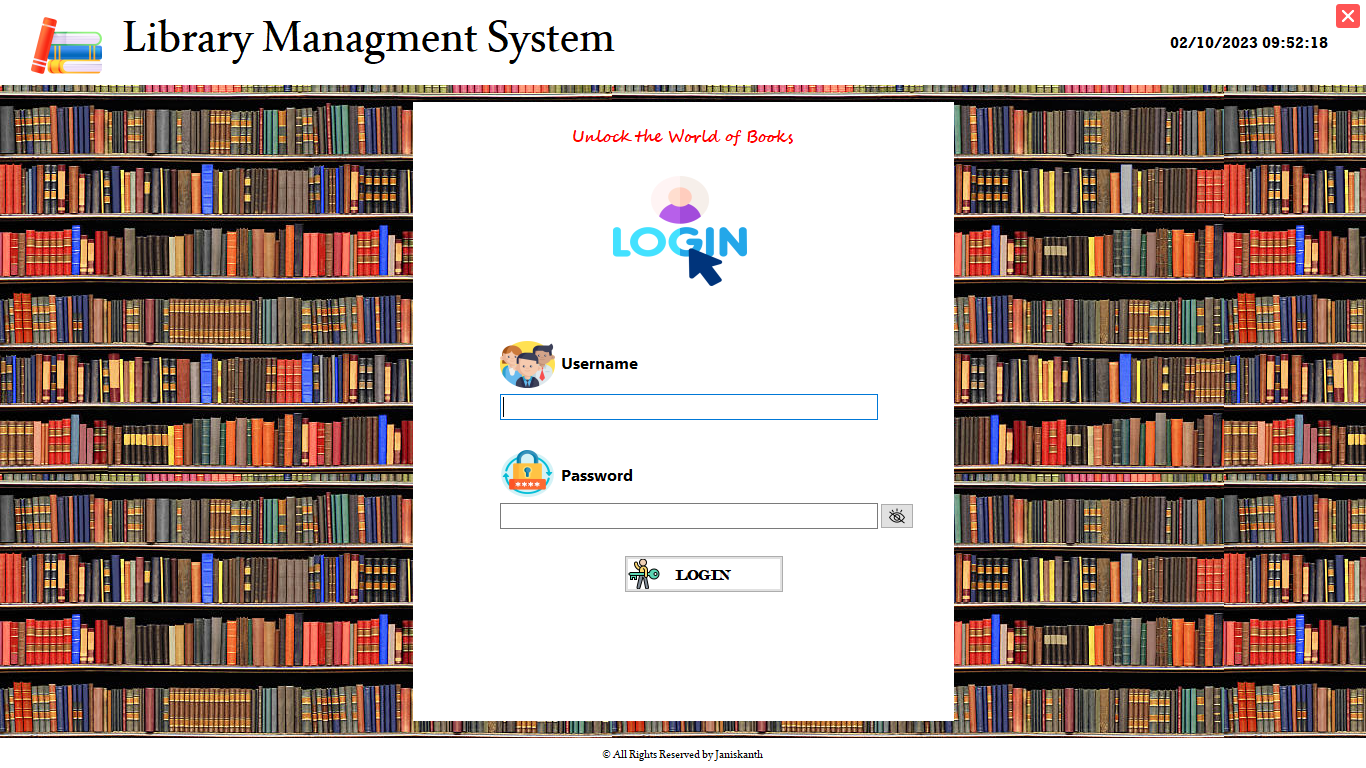 Library Managment System
02/10/2023 09:52:18
Unlock the World of Books
LOGIN
Username
Password
****
LOGIN
© All Rights Reserved by Janiskanth